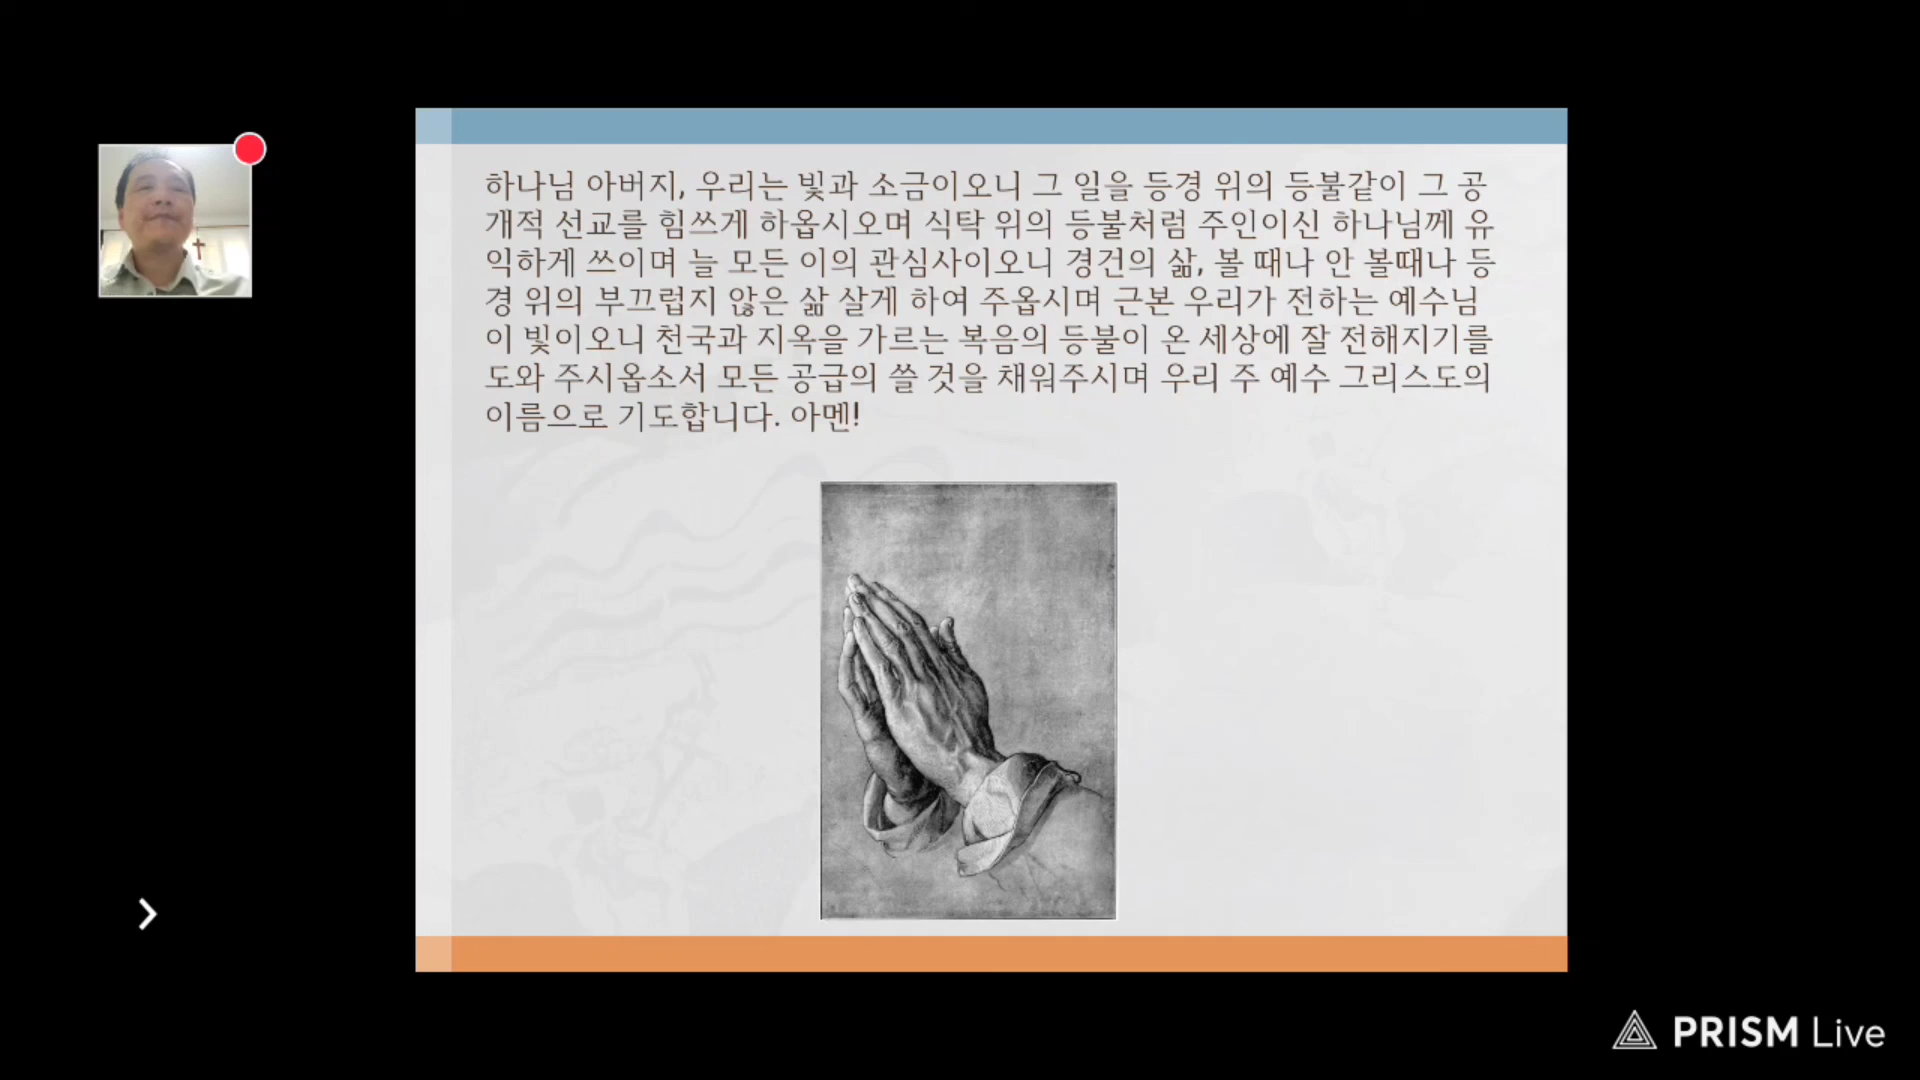 하나님 아버지, 우리는 빛과 소금이오니 그 일을 등경 위의 등불같이 그 공
개적 선교를 힘쓰게 하옵시오며 식탁 위의 등불처럼 주인이신 하나님께 유
익하게 쓰이며 늘 모든 이의 관심사이오니 경건의 삶, 볼 때나 안 볼때나 등
경 위의 부끄럽지 않은 삶 살게 하여 주옵시며 근본 우리가 전하는 예수님
이 빛이오니 천국과 지옥을 가르는 복음의 등불이 온 세상에 잘 전해지기를
도와 주시옵소서 모든 공급의 쓸 것을 채워주시며 우리 주 예수 그리스도의
이름으로 기도합니다. 아멘!
PRISM Live